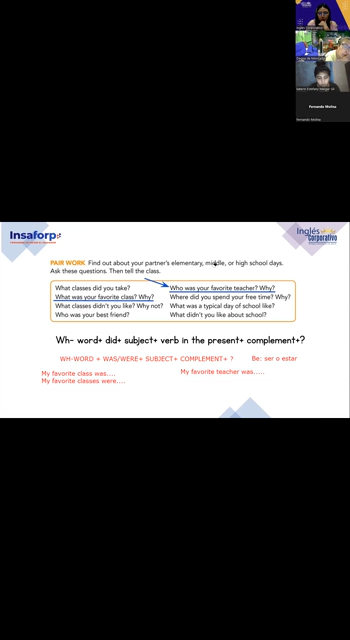 Fernando Molina
Fernando Molina
Insaforp
Inglés
corporativo
PAIR WORK Find out about your partner's elementary, middle, or high school days.
Ask these questions. Then tell the class.
What classes did you take?
What was your favorite class? Why?
What classes didn't you like? Why not?
Who was your best friend?
Who was your favorite teacher? Why?
Where did you spend your free time? Why?
What was a typical day of school like?
What didn't you like about school?
Wh- word+ did+ subject+ verb in the present+ complement+?
WH-WORD + WAS/WERE+ SUBJECT+ COMPLEMENT+ ?
Be: ser o estar
My favorite class was....
My favorite classes were....
My favorite teacher was.....